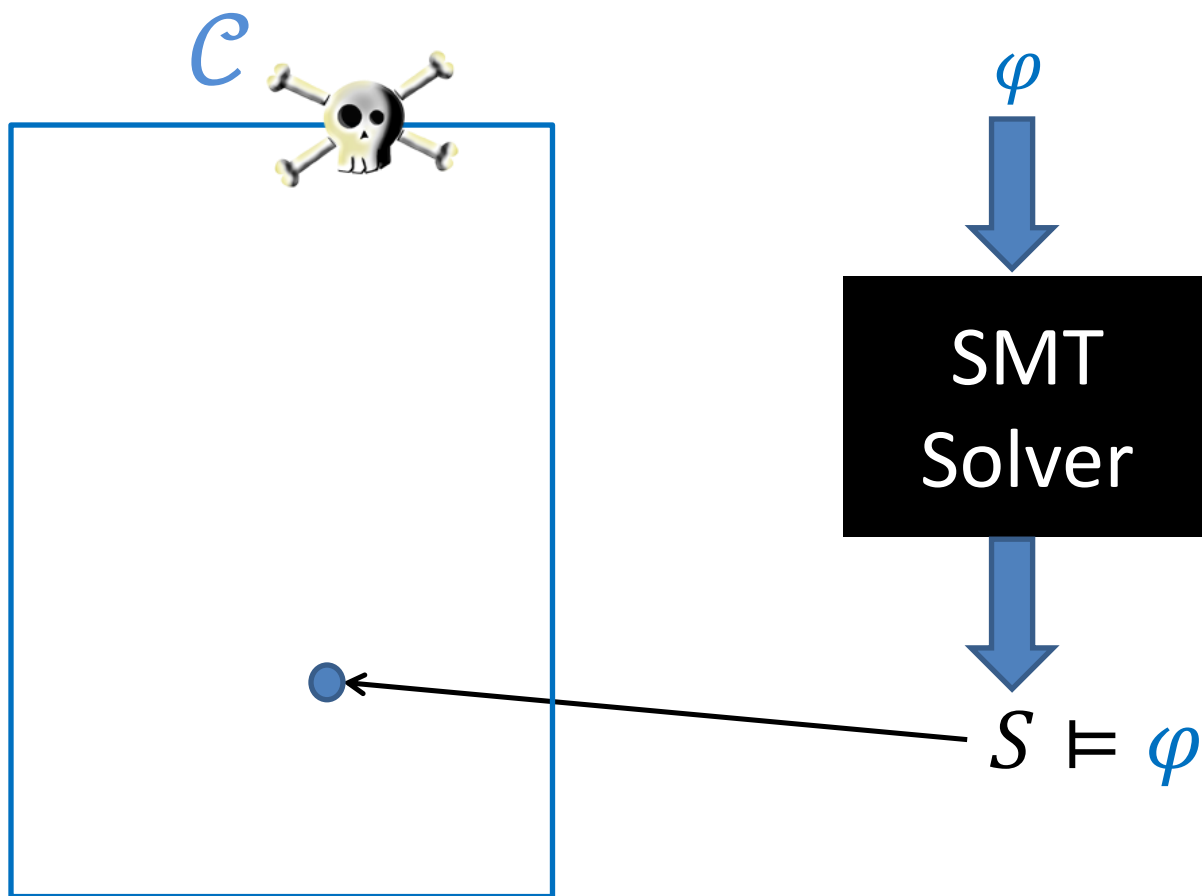 𝒞
φ
SMT
Solver
S ⊨ φ